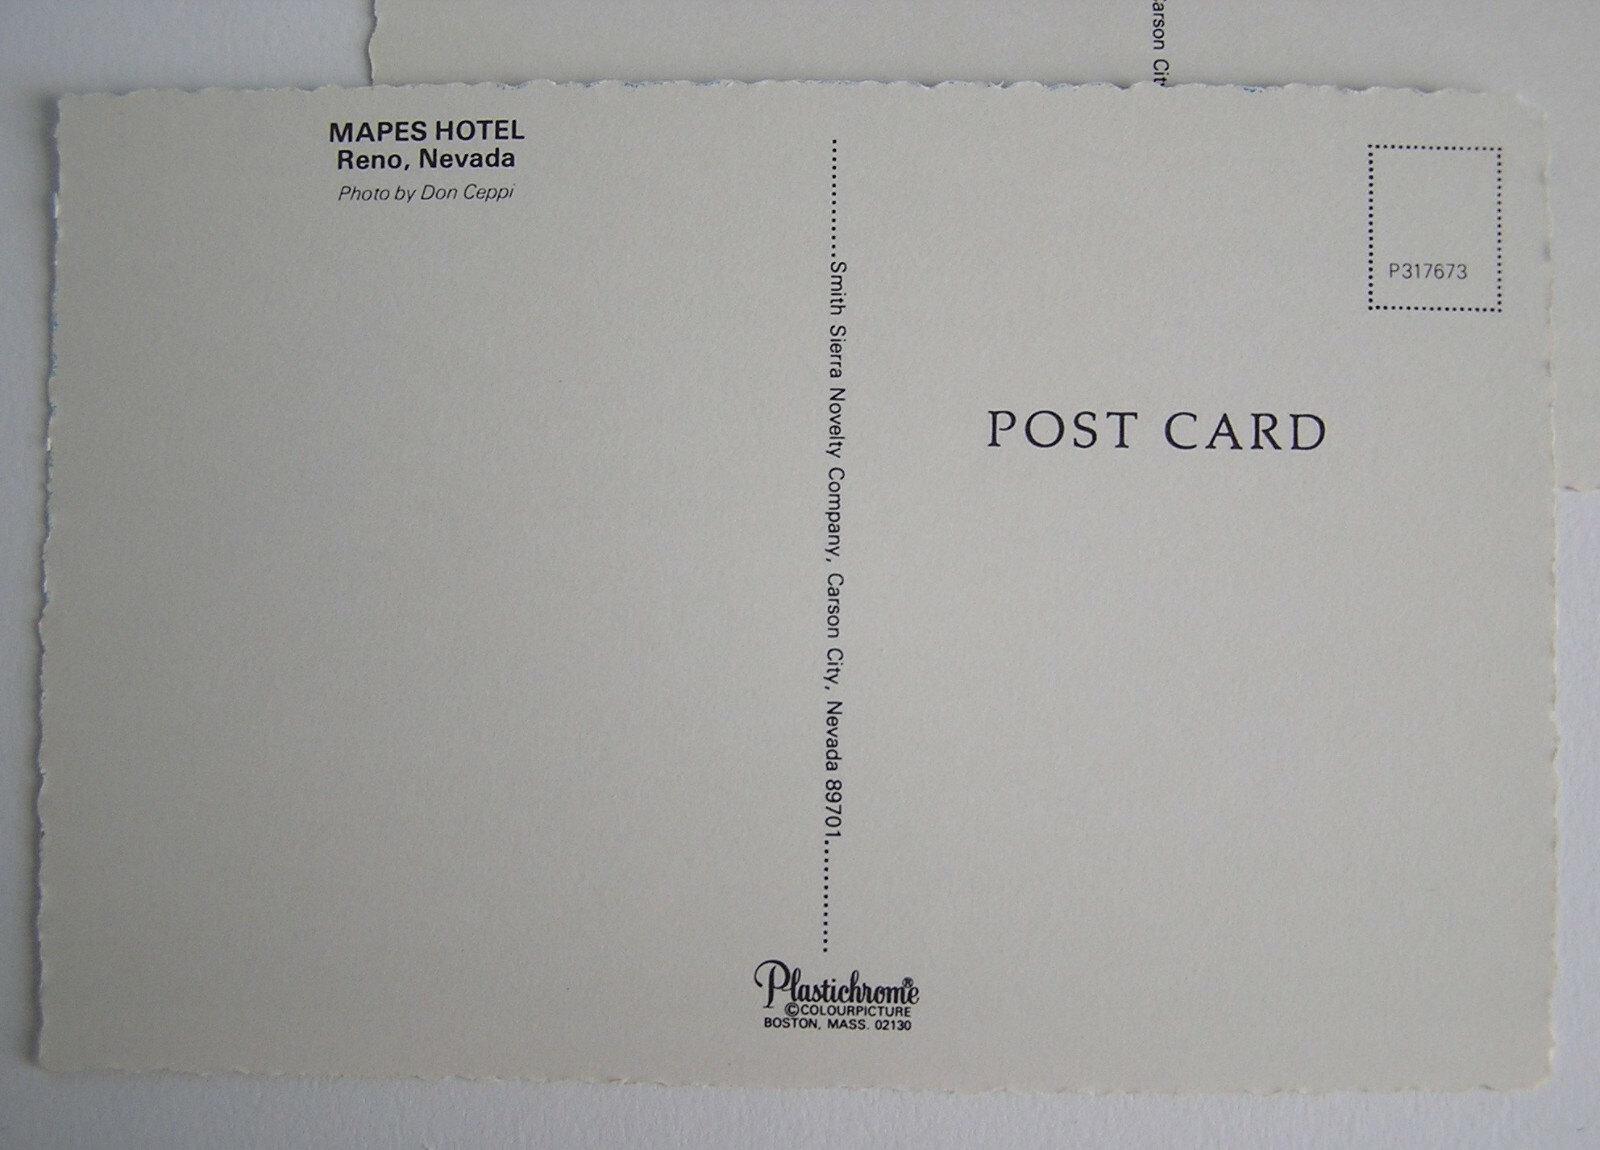 MAPES HOTEL
Reno, Nevada
Photo by Don Ceppi
Smith Sierra Novelty Company, Carson City, Nevada 89701
P317673
POST CARD
Plastichrome®
©COLOURPICTURE
BOSTON, MASS. 02130
arson Cit